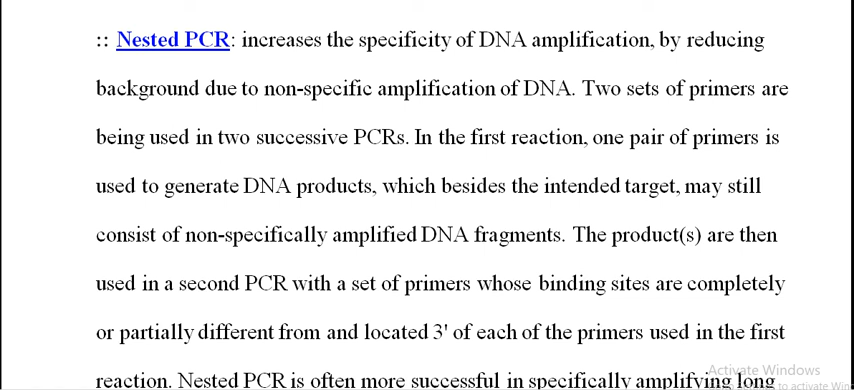 :: Nested PCR: increases the specificity of DNA amplification, by reducing
background due to non-specific amplification of DNA. Two sets of primers are
being used in two successive PCRs. In the first reaction, one pair of primers is
used to generate DNA products, which besides the intended target, may still
consist of non-specifically amplified DNA fragments. The product(s) are then
used in a second PCR with a set of primers whose binding sites are completely
or partially different from and located 3' of each of the primers used in the first
reaction. Nested PCR is often more successful in specifically amplifying long
Activate Windows
to activate Win